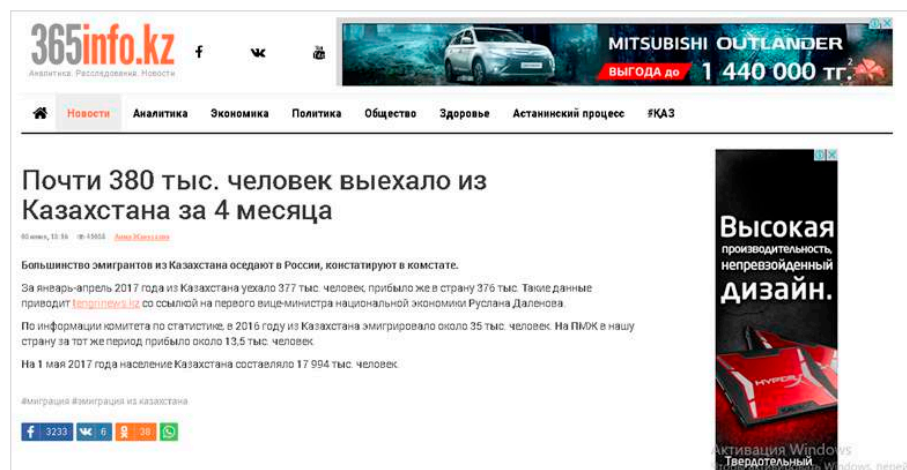 365info.kz
Аналитика. Расследования. Новости
MITSUBISHI OUTLANDER
ВЫГОДА до 1 440 000 тг.²
Новости Аналитика Экономика Политика Общество Здоровье Астанинский процесс #ҚАЗ
Почти 380 тыс. человек выехало из
Казахстана за 4 месяца
Большинство эмигрантов из Казахстана оседают в России, констатируют в комстате.
За январь-апрель 2017 года из Казахстана уехало 377 тыс. человек, прибыло же в страну 376 тыс. Такие данные
приводит tengrinews.kz со ссылкой на первого вице-министра национальной экономики Руслана Даленова.
По информации комитета по статистике, в 2016 году из Казахстана эмигрировало около 35 тыс. человек. На ПМЖ в нашу
страну за тот же период прибыло около 13,5 тыс. человек.
На 1 мая 2017 года население Казахстана составляло 17 994 тыс. человек.
#миграция #эмиграция из казахстана
3233 6 38
Высокая
производительность,
непревзойденный
дизайн.
HYPERX
Активация Windows
Твердотельный